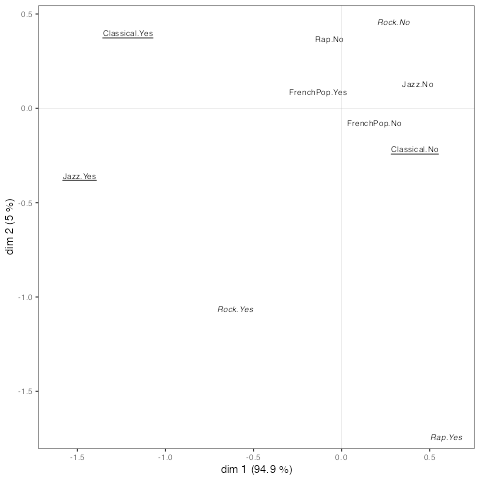 0.5
Rock.No
Classical.Yes
Rap.No
Jazz.No
FrenchPop.Yes
0.0
FrenchPop.No
Classical.No
Jazz.Yes
-0.5
dim 2 (5 %)
-1.0
Rock.Yes
-1.5
Rap.Yes
-1.5 -1.0 -0.5 0.0 0.5
dim 1 (94.9 %)